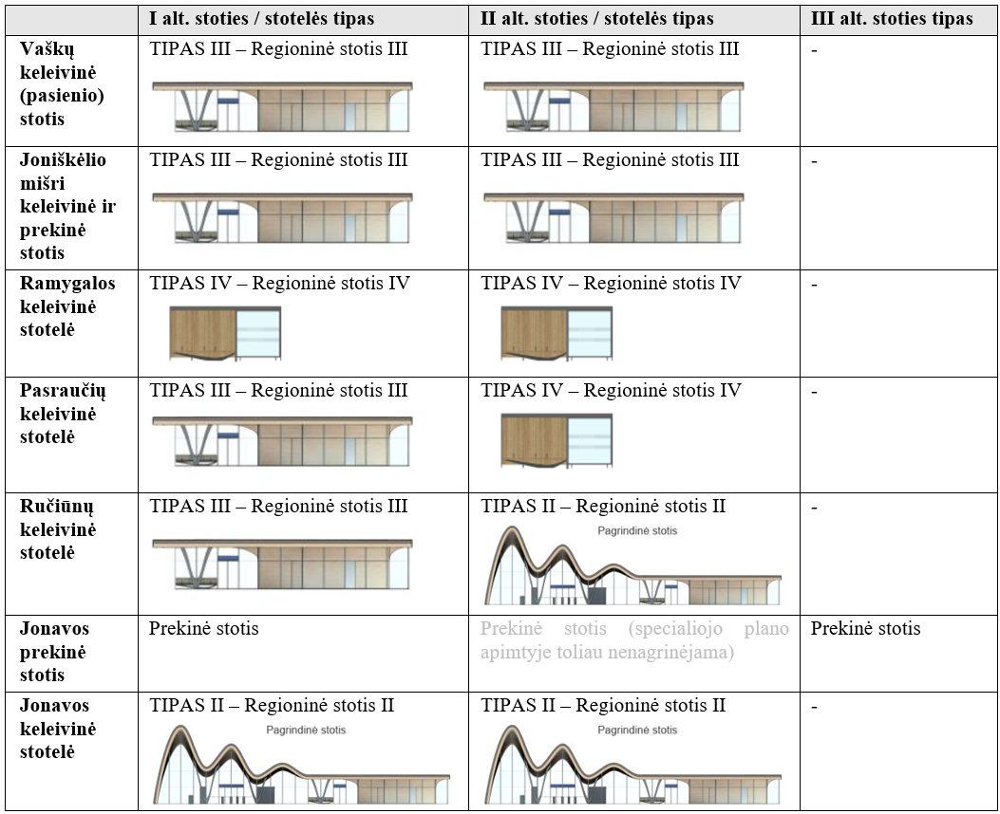 I alt. stoties / stotelės tipas
II alt. stoties / stotelės tipas
III alt. stoties tipas
Vaškų
keleivinė
(pasienio)
stotis
TIPAS III – Regioninė stotis III
TIPAS III – Regioninė stotis III
-
Joniškėlio
mišri
keleivinė ir
prekinė
stotis
TIPAS III – Regioninė stotis III
TIPAS III – Regioninė stotis III
-
Ramygalos
keleivinė
stotelė
TIPAS IV – Regioninė stotis IV
TIPAS IV – Regioninė stotis IV
-
Pasraučių
keleivinė
stotelė
TIPAS III – Regioninė stotis III
TIPAS IV – Regioninė stotis IV
-
Ručiūnų
keleivinė
stotelė
TIPAS III – Regioninė stotis III
TIPAS II – Regioninė stotis II
Pagrindinė stotis
-
Jonavos
prekinė
stotis
Prekinė stotis
Prekinė stotis (specialiojo plano
apimtyje toliau nenagrinėjama)
Prekinė stotis
Jonavos
keleivinė
stotelė
TIPAS II – Regioninė stotis II
Pagrindinė stotis
TIPAS II – Regioninė stotis II
Pagrindinė stotis
-